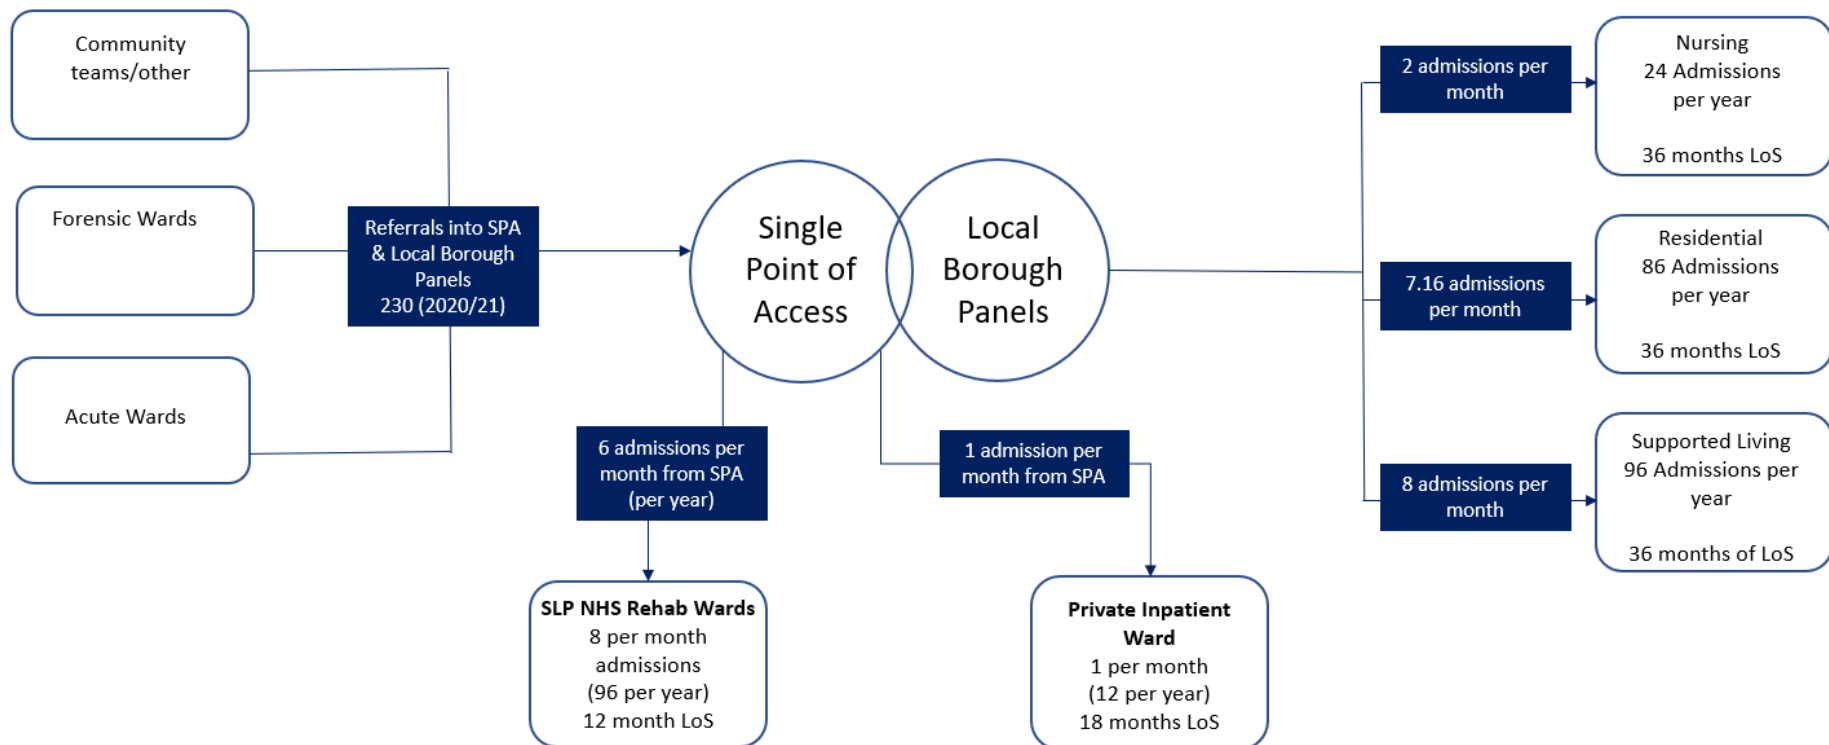 Community
teams/other
Forensic Wards
Acute Wards
Referrals into SPA
& Local Borough
Panels
230 (2020/21)
Single
Point of
Access
Local
Borough
Panels
6 admissions per
month from SPA
(per year)
1 admission per
month from SPA
SLP NHS Rehab Wards
8 per month
admissions
(96 per year)
12 month LoS
Private Inpatient
Ward
1 per month
(12 per year)
18 months LoS
2 admissions per
month
Nursing
24 Admissions
per year
36 months LoS
7.16 admissions
per month
Residential
86 Admissions
per year
36 months LoS
8 admissions per
month
Supported Living
96 Admissions per
year
36 months of LoS